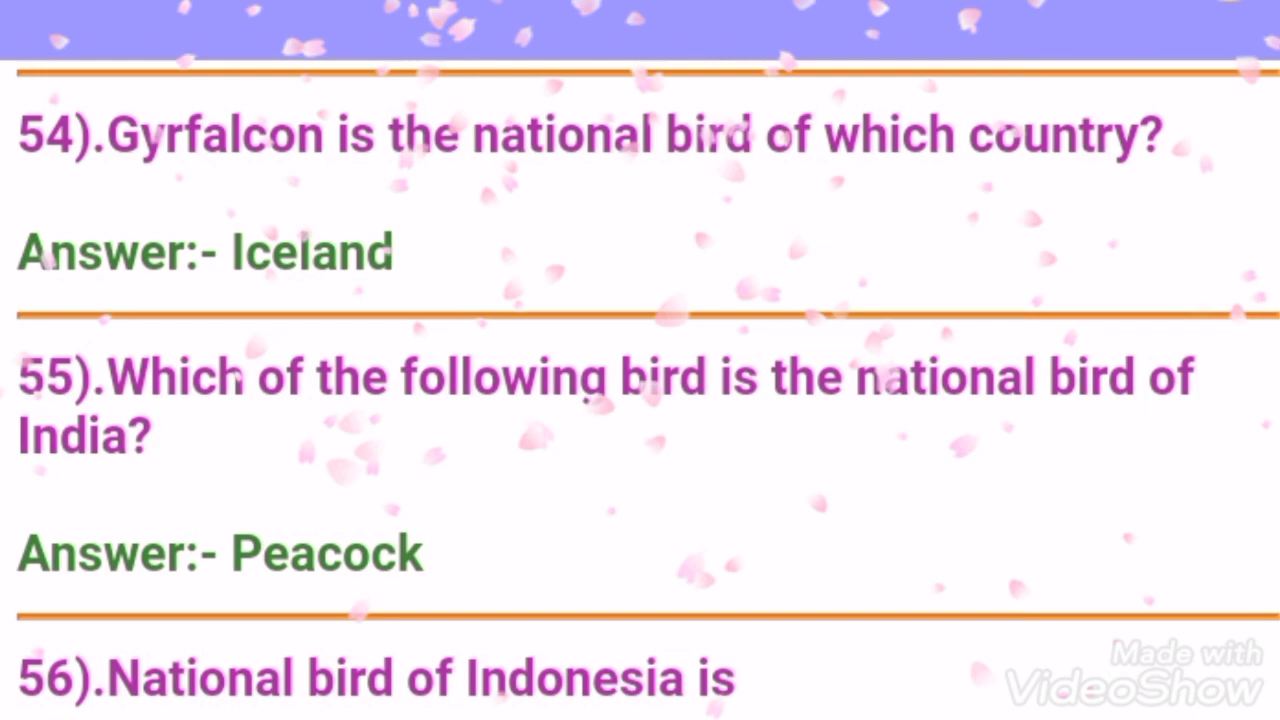 54).Gyrfalcon is the national bird of which country?
Answer:- Iceland
55).Which of the following bird is the national bird of
India?
Answer:- Peacock
56).National bird of Indonesia is
Made with
VideoShow